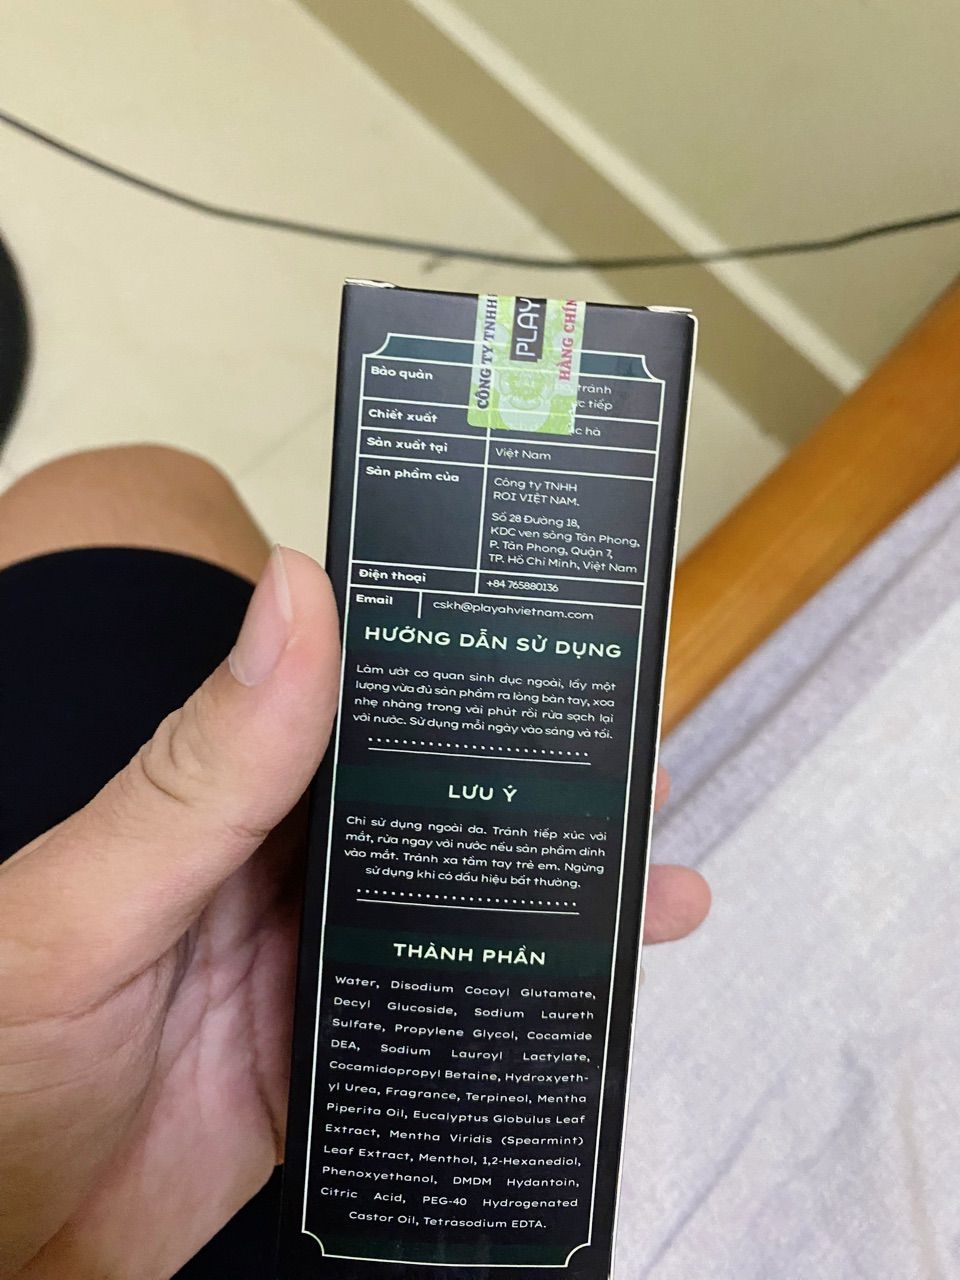 CÔNG TY TNHH
PLAY
HÀNG CHÍN
Bảo quản
tránh
tiếp
Chiết xuất
hà
Sản xuất tại
Việt Nam
Sản phẩm của
Công ty TNHH
ROI VIỆT NAM.
Số 28 Đường 18,
KDC ven sông Tân Phong,
P. Tân Phong, Quận 7,
TP. Hồ Chí Minh, Việt Nam
Điện thoại
+84 765880136
Email
cskh@playahvietnam.com
HƯỚNG DẪN SỬ DỤNG
Làm ướt cơ quan sinh dục ngoài, lấy một
lượng vừa đủ sản phẩm ra lòng bàn tay, xoa
nhẹ nhàng trong vài phút rồi rửa sạch lại
với nước. Sử dụng mỗi ngày vào sáng và tối.
LƯU Ý
Chỉ sử dụng ngoài da. Tránh tiếp xúc với
mắt, rửa ngay với nước nếu sản phẩm dính
vào mắt. Tránh xa tầm tay trẻ em. Ngừng
sử dụng khi có dấu hiệu bất thường.
THÀNH PHẦN
Water, Disodium Cocoyl Glutamate,
Decyl Glucoside, Sodium Laureth
Sulfate, Propylene Glycol, Cocamide
DEA, Sodium Lauroyl Lactylate,
Cocamidopropyl Betaine, Hydroxyeth-
yl Urea, Fragrance, Terpineol, Mentha
Piperita Oil, Eucalyptus Globulus Leaf
Extract, Mentha Viridis (Spearmint)
Leaf Extract, Menthol, 1,2-Hexanediol,
Phenoxyethanol, DMDM Hydantoin,
Citric Acid, PEG-40 Hydrogenated
Castor Oil, Tetrasodium EDTA.